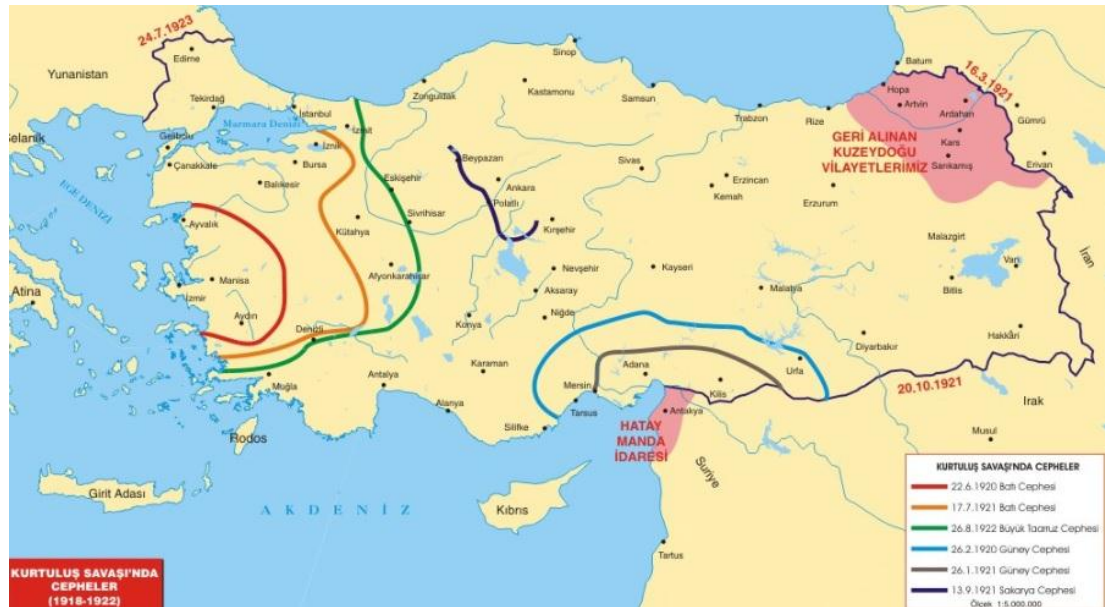 24.7.1923
Edirne
Yunanistan
Tekirdağ
İstanbul
Marmara Denizi
Selanik
Gelibolu
Çanakkale
İznik
İzmit
Bursa
Balıkesir
EGE DENİZİ
Ayvalık
Manisa
İzmir
Aydın
Atina
Denizli
Muğla
Rodos
Girit Adası
AKDENİZ
Kıbrıs
Zonguldak
Kastamonu
Sinop
Samsun
Trabzon
Rize
Batum
Hopa
Artvin
16.3.1921
Ardahan
Gümrü
Kars
Sarıkamış
Erivan
GERİ ALINAN
KUZEYDOĞU
VİLAYETLERİMİZ
Beypazarı
Ankara
Polatlı
Eskişehir
Sivrihisar
Kütahya
Afyonkarahisar
Kırşehir
Sivas
Erzincan
Kemah
Erzurum
Malazgirt
Van
Bitlis
İran
Hakkâri
Nevşehir
Kayseri
Aksaray
Niğde
Malatya
Diyarbakır
Konya
Karaman
Antalya
Alanya
Silifke
Mersin
Tarsus
Adana
Kilis
Urfa
Antakya
HATAY
MANDA
İDARESİ
20.10.1921
Irak
Musul
Suriye
Tartus
KURTULUŞ SAVAŞI'NDA CEPHELER
22.6.1920 Batı Cephesi
17.7.1921 Batı Cephesi
26.8.1922 Büyük Taarruz Cephesi
26.2.1920 Güney Cephesi
26.1.1921 Güney Cephesi
13.9.1921 Sakarya Cephesi
Ölçek 1:5.000.000
KURTULUŞ SAVAŞI'NDA
CEPHELER
(1918-1922)